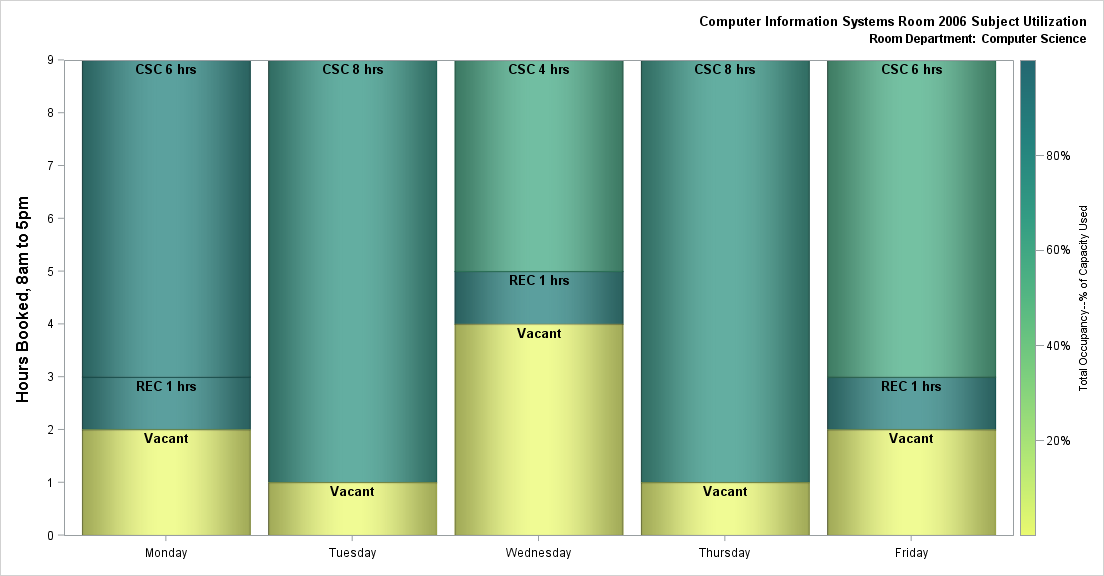 Computer Information Systems Room 2006 Subject Utilization
Room Department: Computer Science
Hours Booked, 8am to 5pm
9
8
7
6
5
4
3
2
1
0
CSC 6 hrs
REC 1 hrs
Vacant
CSC 8 hrs
Vacant
CSC 4 hrs
REC 1 hrs
Vacant
CSC 8 hrs
Vacant
CSC 6 hrs
REC 1 hrs
Vacant
Monday
Tuesday
Wednesday
Thursday
Friday
80%
60%
40%
20%
Total Occupancy--% of Capacity Used